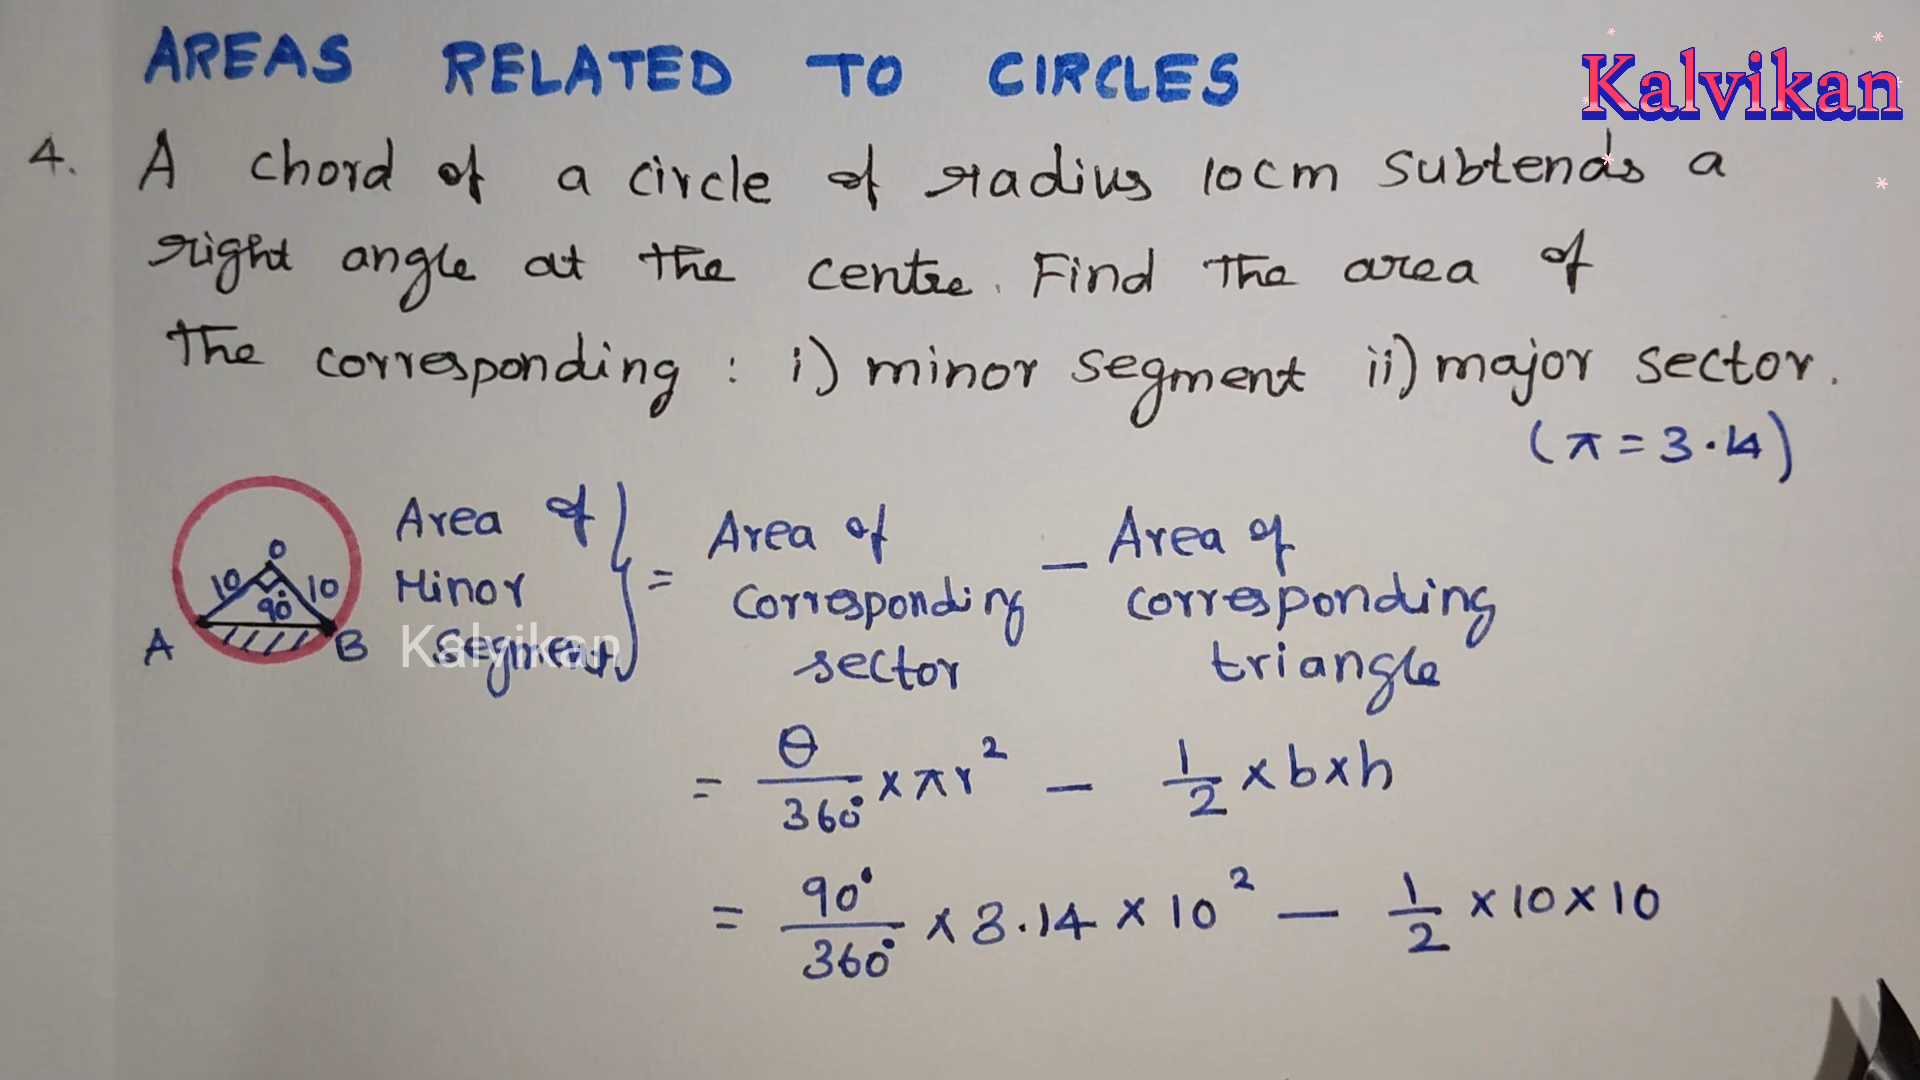 AREAS RELATED TO CIRCLES
Kalvikan
4. A chord of a circle of radius 10cm subtends a
right angle at the centre. Find the area of
the corresponding : i) minor segment ii) major sector.
(π = 3.14)
Area of Minor Segment } = Area of corresponding sector – Area of corresponding triangle
O
10 10
90°
A B
Kalvikan
= θ/360° × πr² – 1/2 × b × h
= 90°/360° × 3.14 × 10² – 1/2 × 10 × 10